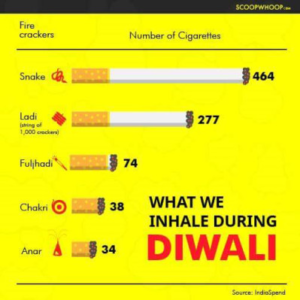 SCOOPWHOOP.com
Fire
crackers
Number of Cigarettes
Snake
464
Ladi
(string of
1,000 crackers)
277
Fuljhadi
74
Chakri
38
Anar
34
WHAT WE
INHALE DURING
DIWALI
Source: IndiaSpend